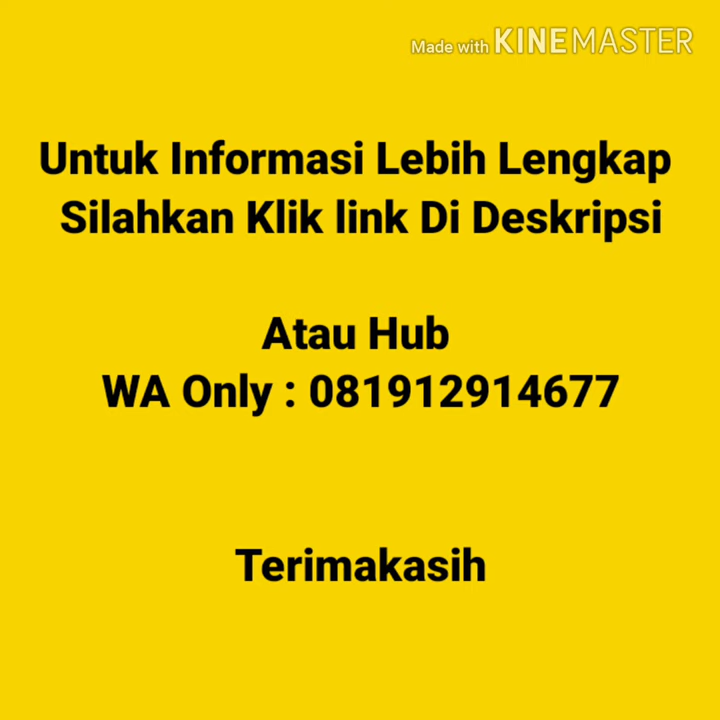 Made with KINEMASTER
Untuk Informasi Lebih Lengkap
Silahkan Klik link Di Deskripsi
Atau Hub
WA Only : 081912914677
Terimakasih